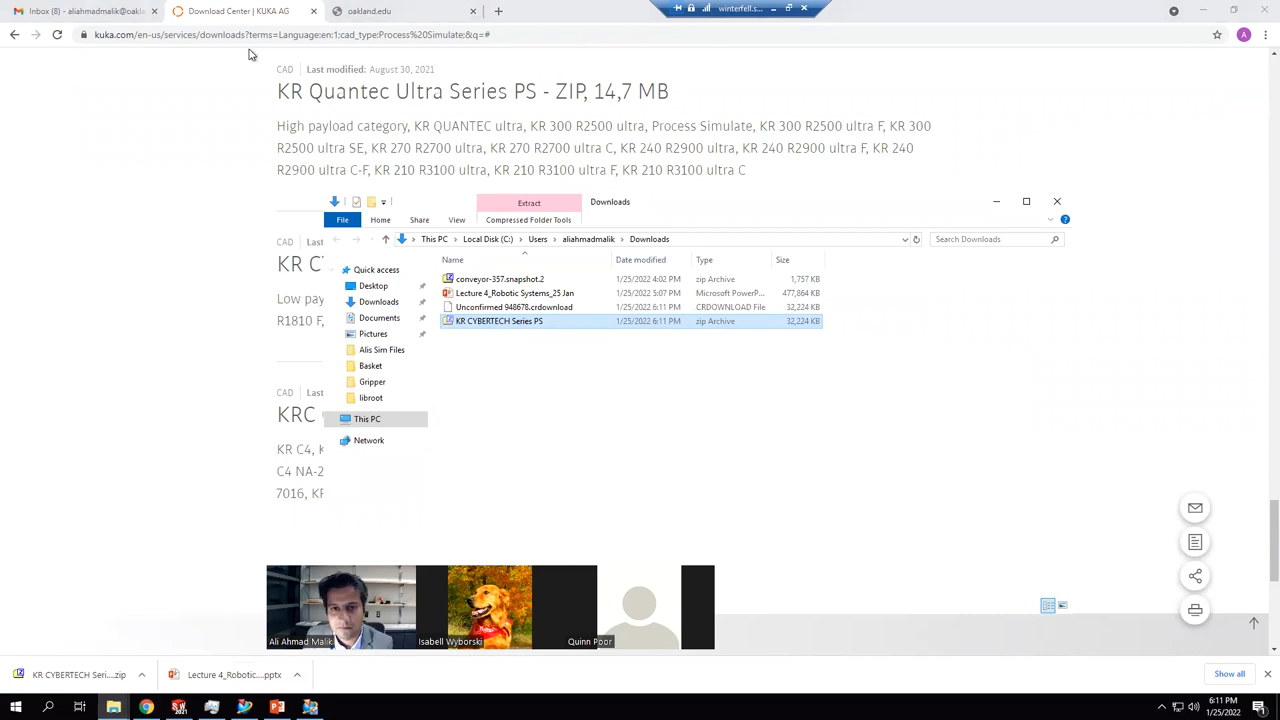 Inbox (8) - aliahmadmalik@oakl
Download Center | KUKA AG
oakland.edu
winterfell.s
kuka.com/en-us/services/downloads?terms=Language:en:1;cad_type:Process%20Simulate;&q=#
A
CAD Last modified: August 30, 2021
KR Quantec Ultra Series PS - ZIP, 14,7 MB
High payload category, KR QUANTEC ultra, KR 300 R2500 ultra, Process Simulate, KR 300 R2500 ultra F, KR 300
R2500 ultra SE, KR 270 R2700 ultra, KR 270 R2700 ultra C, KR 240 R2900 ultra, KR 240 R2900 ultra F, KR 240
R2900 ultra C-F, KR 210 R3100 ultra, KR 210 R3100 ultra F, KR 210 R3100 ultra C
Extract
Downloads
File Home Share View Compressed Folder Tools
This PC > Local Disk (C:) > Users > aliahmadmalik > Downloads
Search Downloads
Name Date modified Type Size
conveyor-357.snapshot.2 1/25/2022 4:02 PM zip Archive 1,757 KB
Lecture 4_Robotic Systems_25 Jan 1/25/2022 5:07 PM Microsoft PowerP... 477,864 KB
Unconfirmed 948678.crdownload 1/25/2022 6:11 PM CRDOWNLOAD File 32,224 KB
KR CYBERTECH Series PS 1/25/2022 6:11 PM zip Archive 32,224 KB
Quick access
Desktop
Downloads
Documents
Pictures
Alis Sim Files
Basket
Gripper
libroot
This PC
Network
CAD Last
KR C
Low pay
R1810 F,
CAD Last
KRC
KR C4, K
C4 NA-2
7016, KF
Ali Ahmad Malik
Isabell Wyborski
Quinn Poor
KR CYBERTECH Seri....zip
Lecture 4_Robotic....pptx
Show all
6:11 PM
1/25/2022